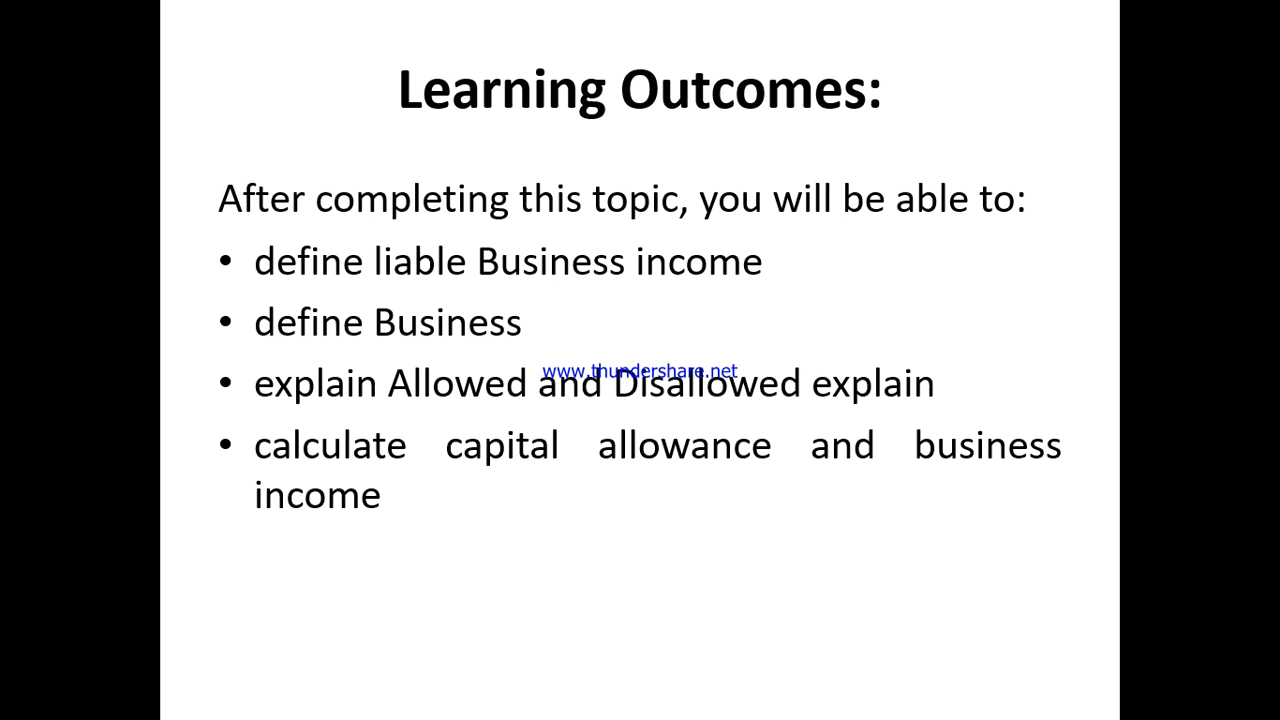 Learning Outcomes:
After completing this topic, you will be able to:
• define liable Business income
• define Business
www.thundershare.net
• explain Allowed and Disallowed explain
• calculate capital allowance and business
income